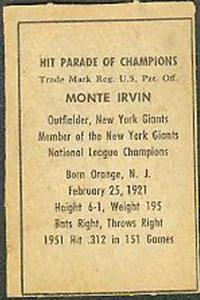 HIT PARADE OF CHAMPIONS
Trade Mark Reg. U.S. Pat. Off.
MONTE IRVIN
Outfielder, New York Giants
Member of the New York Giants
National League Champions
Born Orange, N. J.
February 25, 1921
Height 6-1, Weight 195
Bats Right, Throws Right
1951 Hit .312 in 151 Games